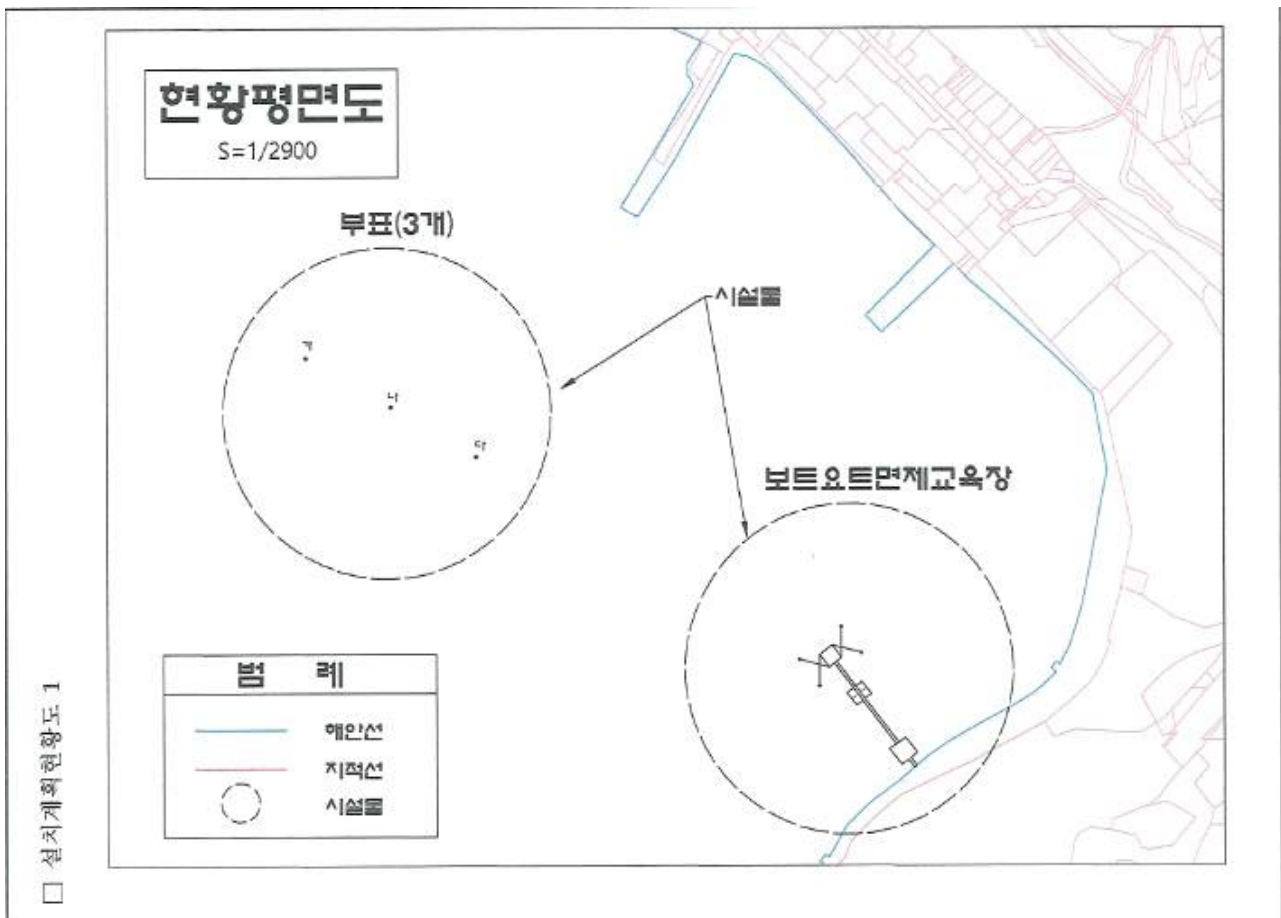 현황평면도
S=1/2900
부표(3개)
시설물
가
나
다
보트요트면제교육장
범 례
해안선
지적선
시설물
□ 설치계획현황도 1